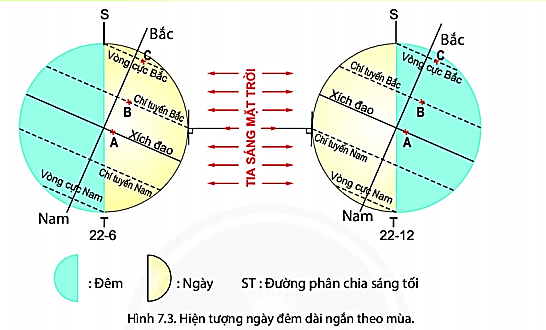 S
Bắc
C
Vòng cực Bắc
Chí tuyến Bắc
B
Xích đạo
A
Chí tuyến Nam
Vòng cực Nam
Nam
T
22-6
TIA SÁNG MẶT TRỜI
S
Bắc
C
Vòng cực Bắc
Chí tuyến Bắc
B
Xích đạo
A
Chí tuyến Nam
Vòng cực Nam
Nam
T
22-12
: Đêm
: Ngày
ST : Đường phân chia sáng tối
Hình 7.3. Hiện tượng ngày đêm dài ngắn theo mùa.